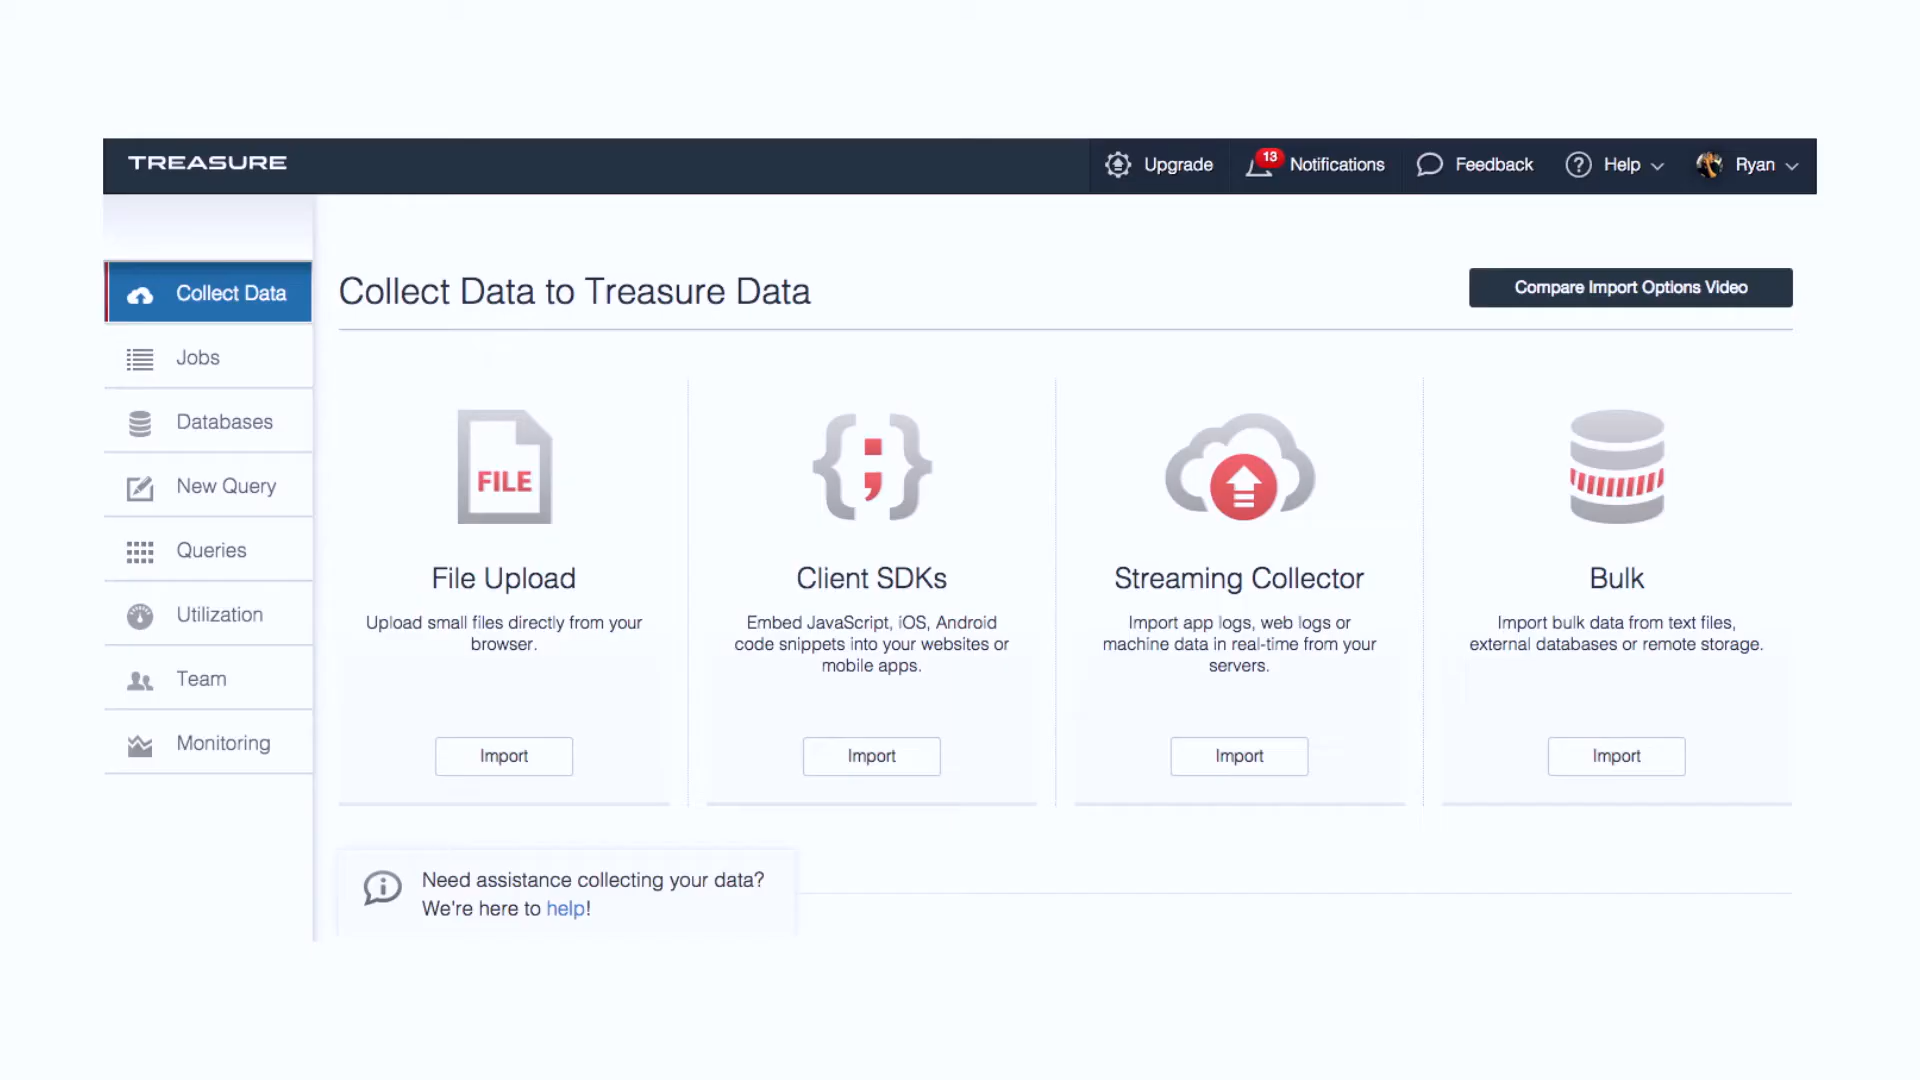 TREASURE
Upgrade
13
Notifications
Feedback
Help
Ryan
Collect Data
Jobs
Databases
New Query
Queries
Utilization
Team
Monitoring
Collect Data to Treasure Data
Compare Import Options Video
FILE
File Upload
Upload small files directly from your
browser.
Import
{;}
Client SDKs
Embed JavaScript, iOS, Android
code snippets into your websites or
mobile apps.
Import
Streaming Collector
Import app logs, web logs or
machine data in real-time from your
servers.
Import
Bulk
Import bulk data from text files,
external databases or remote storage.
Import
Need assistance collecting your data?
We're here to help!